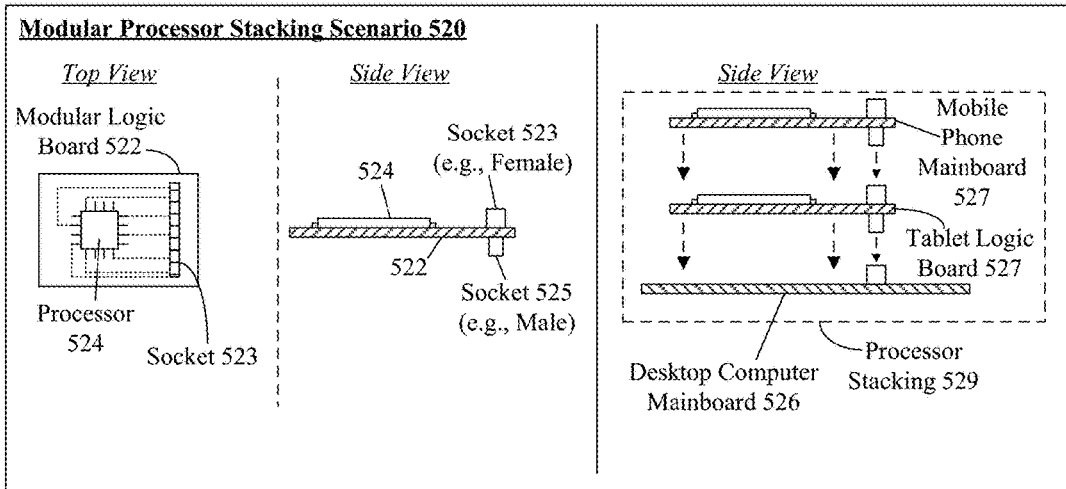 Modular Processor Stacking Scenario 520
Top View
Modular Logic
Board 522
Processor
524
Socket 523
Side View
524
Socket 523
(e.g., Female)
522
Socket 525
(e.g., Male)
Side View
Mobile
Phone
Mainboard
527
Tablet Logic
Board 527
Desktop Computer
Mainboard 526
Processor
Stacking 529